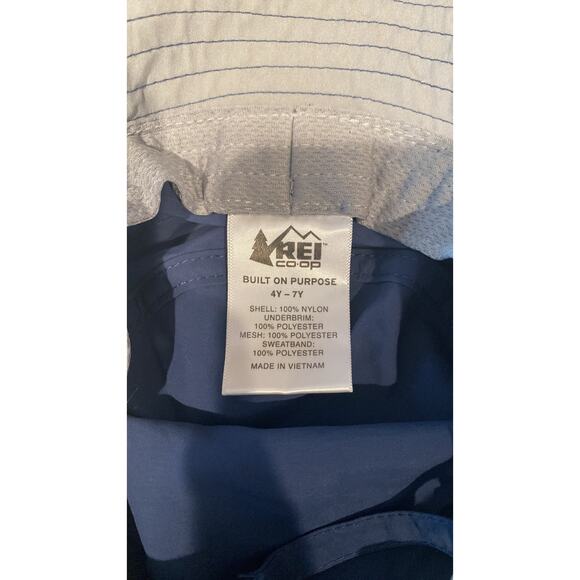 REI™
CO·OP
BUILT ON PURPOSE
4Y – 7Y
SHELL: 100% NYLON
UNDERBRIM:
100% POLYESTER
MESH: 100% POLYESTER
SWEATBAND:
100% POLYESTER
MADE IN VIETNAM